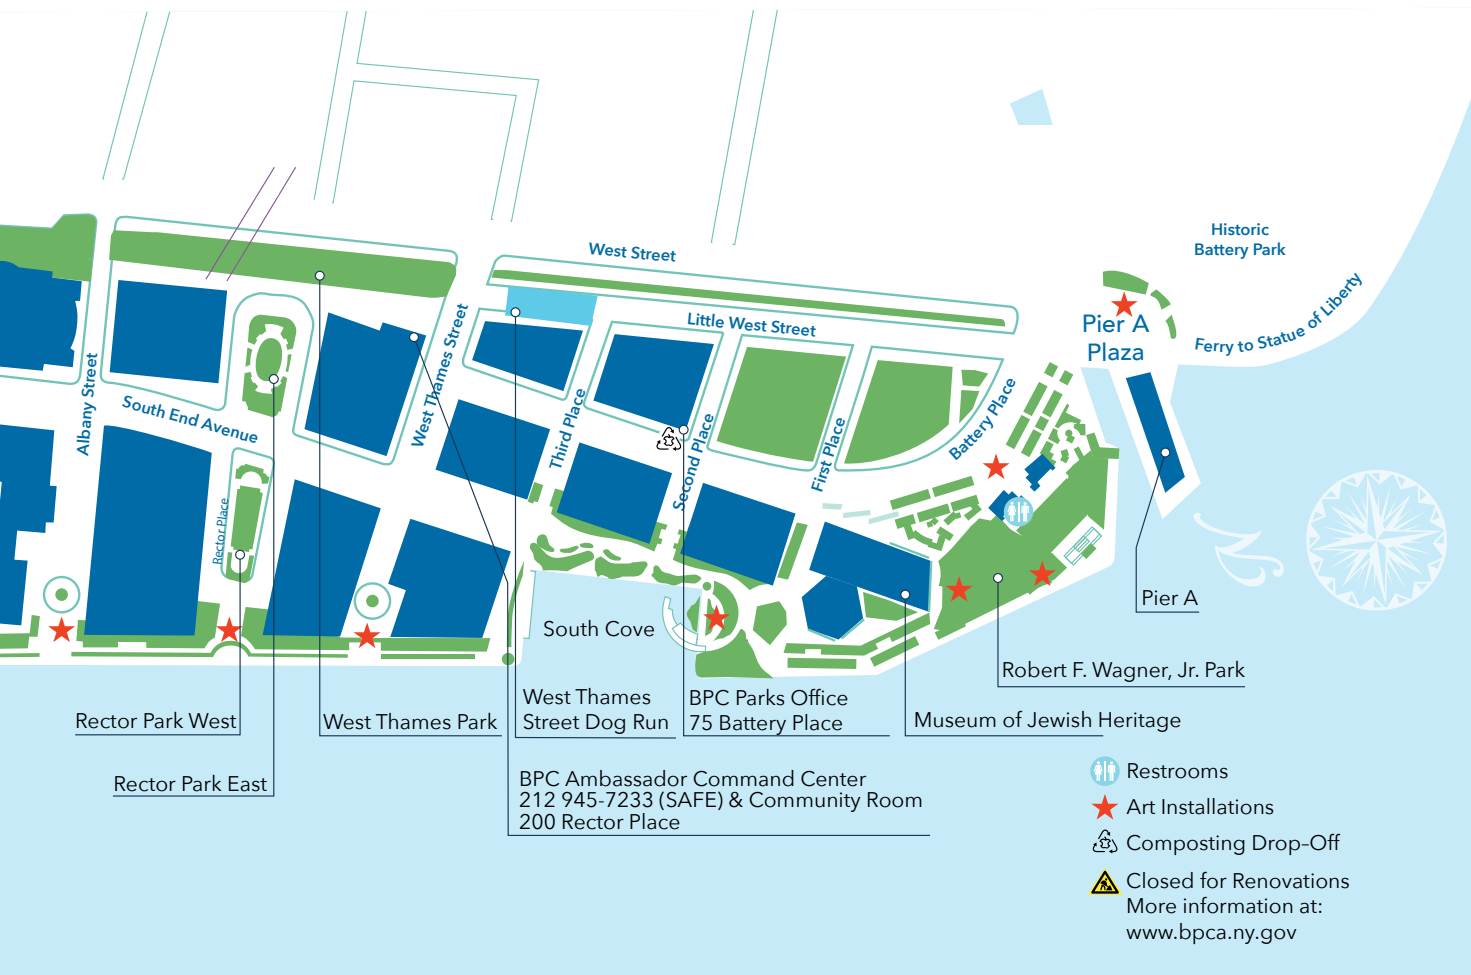 Historic
Battery Park
West Street
Ferry to Statue of Liberty
Pier A
Plaza
Little West Street
West Thames Street
Albany Street
South End Avenue
Battery Place
Third Place
Second Place
First Place
Rector Place
Pier A
South Cove
Robert F. Wagner, Jr. Park
Rector Park West
West Thames Park
West Thames
Street Dog Run
BPC Parks Office
75 Battery Place
Museum of Jewish Heritage
Rector Park East
BPC Ambassador Command Center
212 945-7233 (SAFE) & Community Room
200 Rector Place
Restrooms
Art Installations
Composting Drop-Off
Closed for Renovations
More information at:
www.bpca.ny.gov